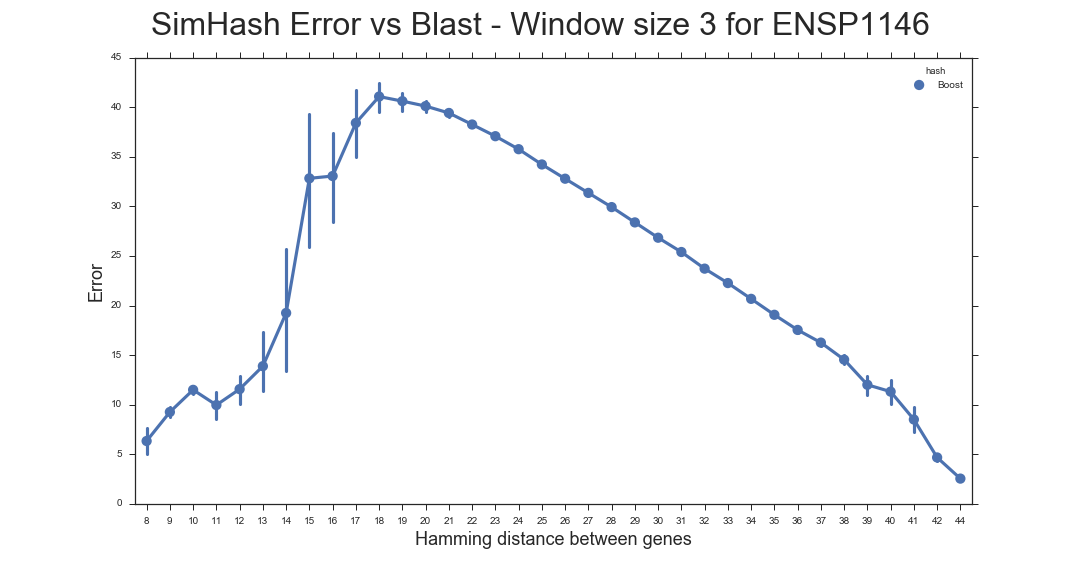 SimHash Error vs Blast - Window size 3 for ENSP1146
hash
Boost
45
40
35
30
25
20
15
10
5
0
Error
8 9 10 11 12 13 14 15 16 17 18 19 20 21 22 23 24 25 26 27 28 29 30 31 32 33 34 35 36 37 38 39 40 41 42 44
Hamming distance between genes